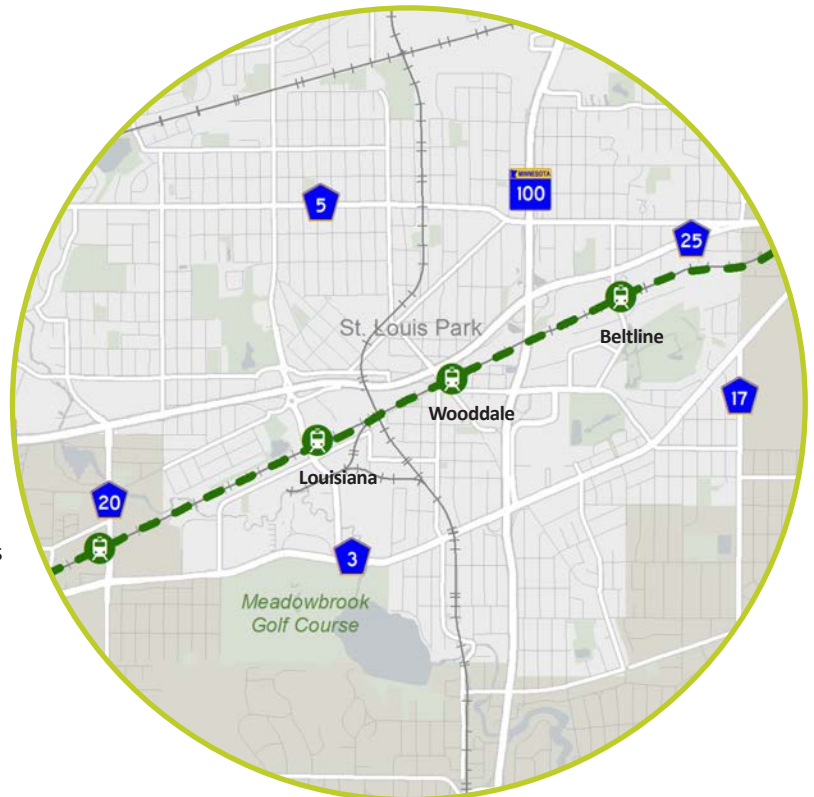 MINNESOTA
100
5
25
St. Louis Park
Beltline
17
Wooddale
Louisiana
20
3
s
Meadowbrook
Golf Course